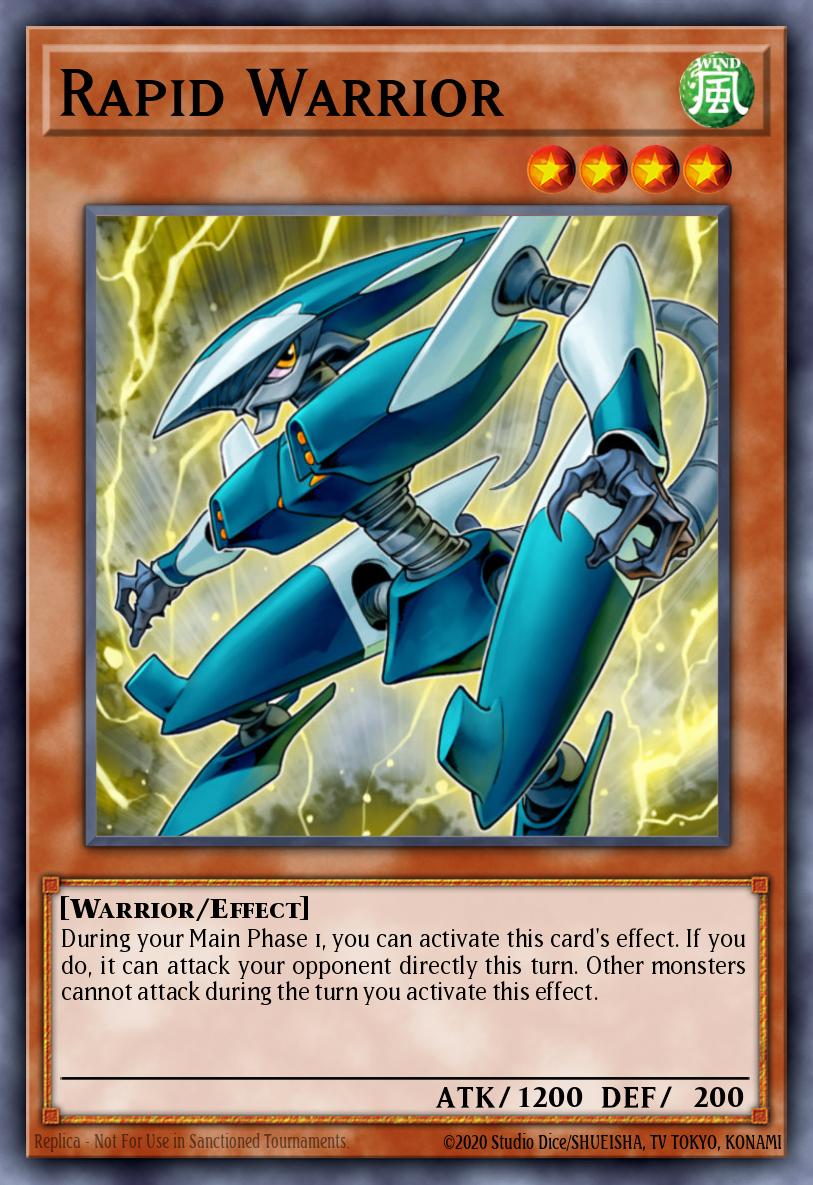 Rapid Warrior
WIND
風
[Warrior/Effect]
During your Main Phase 1, you can activate this card's effect. If you
do, it can attack your opponent directly this turn. Other monsters
cannot attack during the turn you activate this effect.
ATK/1200 DEF/ 200
Replica - Not For Use in Sanctioned Tournaments.
©2020 Studio Dice/SHUEISHA, TV TOKYO, KONAMI